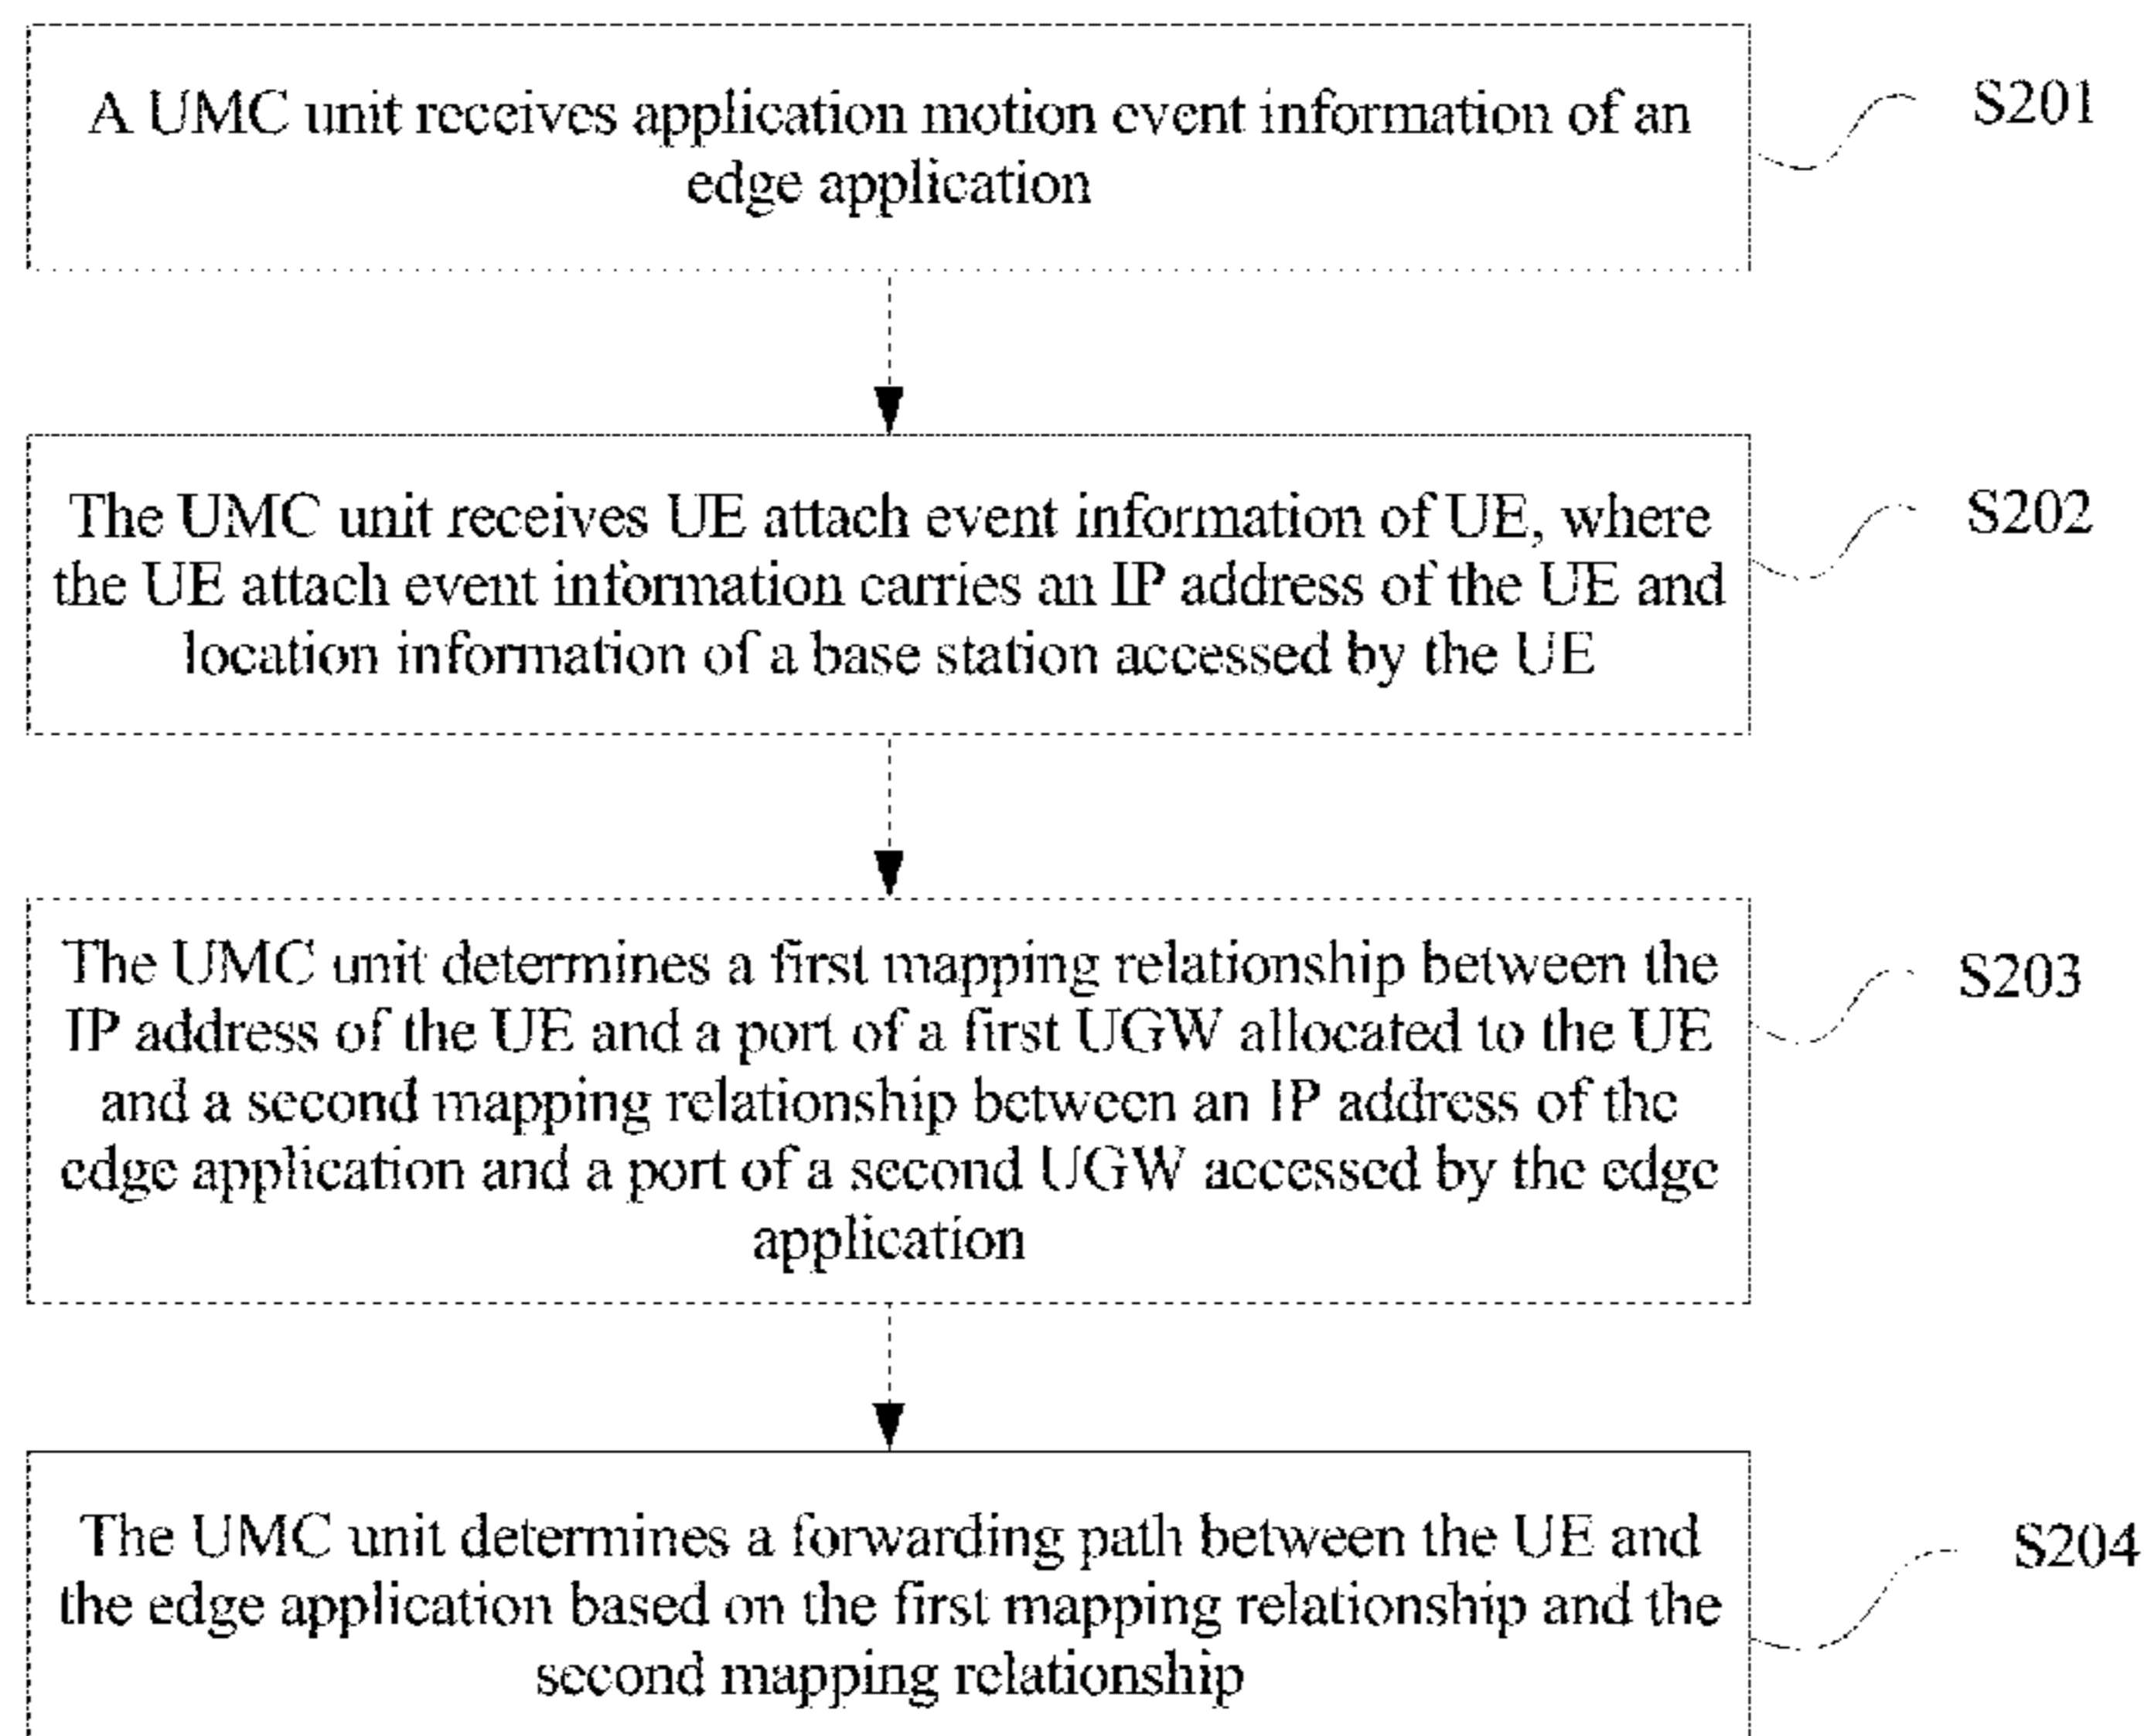 A UMC unit receives application motion event information of an
edge application
S201
The UMC unit receives UE attach event information of UE, where
the UE attach event information carries an IP address of the UE and
location information of a base station accessed by the UE
S202
The UMC unit determines a first mapping relationship between the
IP address of the UE and a port of a first UGW allocated to the UE
and a second mapping relationship between an IP address of the
edge application and a port of a second UGW accessed by the edge
application
S203
The UMC unit determines a forwarding path between the UE and
the edge application based on the first mapping relationship and the
second mapping relationship
S204